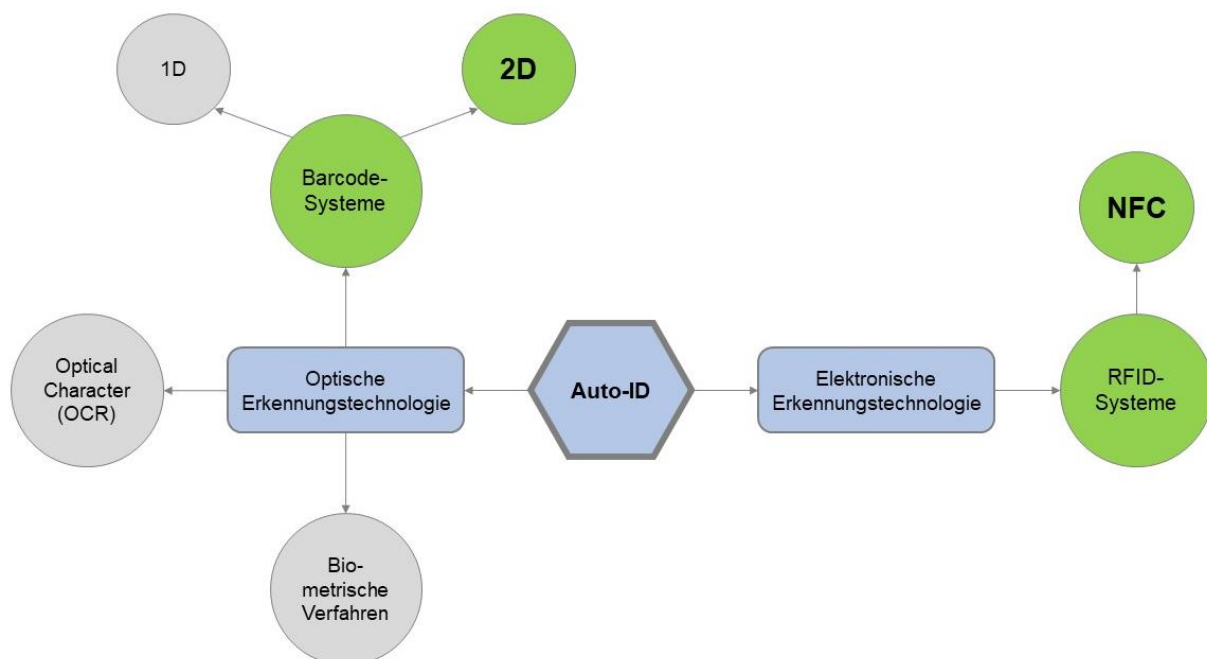 1D
2D
Barcode-
Systeme
NFC
Optical
Character
(OCR)
Optische
Erkennungstechnologie
Auto-ID
Elektronische
Erkennungstechnologie
RFID-
Systeme
Bio-
metrische
Verfahren